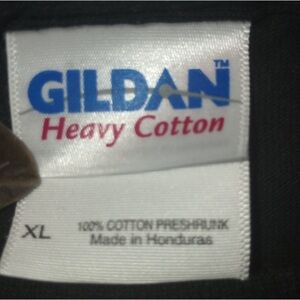 GILDAN™
Heavy Cotton
XL
100% COTTON PRESHRUNK
Made in Honduras